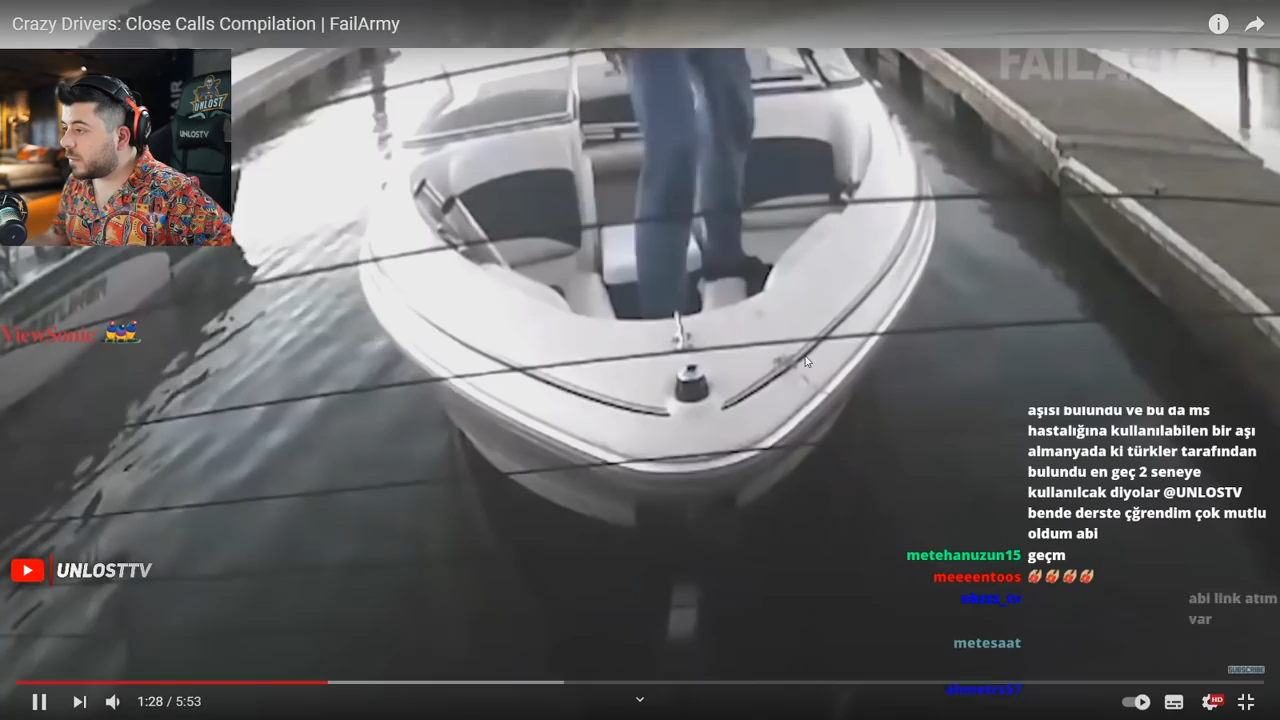 Crazy Drivers: Close Calls Compilation | FailArmy
UNLOST
UNLOSTV
ViewSonic
aşısı bulundu ve bu da ms
hastalığına kullanılabilen bir aşı
almanyada ki türkler tarafından
bulundu en geç 2 seneye
kullanılcak diyolar @UNLOSTV
bende derste çğrendim çok mutlu
oldum abi
metehanuzun15 geçm
meeeentoos
UNLOSTTV
abi link atım
var
metesaat
SUBSCRIBE
1:28 / 5:53
HD